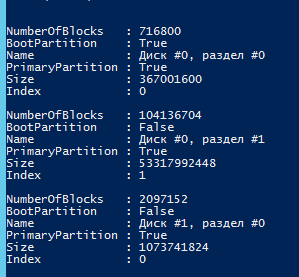 NumberOfBlocks : 716800
BootPartition : True
Name : Диск #0, раздел #0
PrimaryPartition : True
Size : 367001600
Index : 0
NumberOfBlocks : 104136704
BootPartition : False
Name : Диск #0, раздел #1
PrimaryPartition : True
Size : 53317992448
Index : 1
NumberOfBlocks : 2097152
BootPartition : False
Name : Диск #1, раздел #0
PrimaryPartition : True
Size : 1073741824
Index : 0